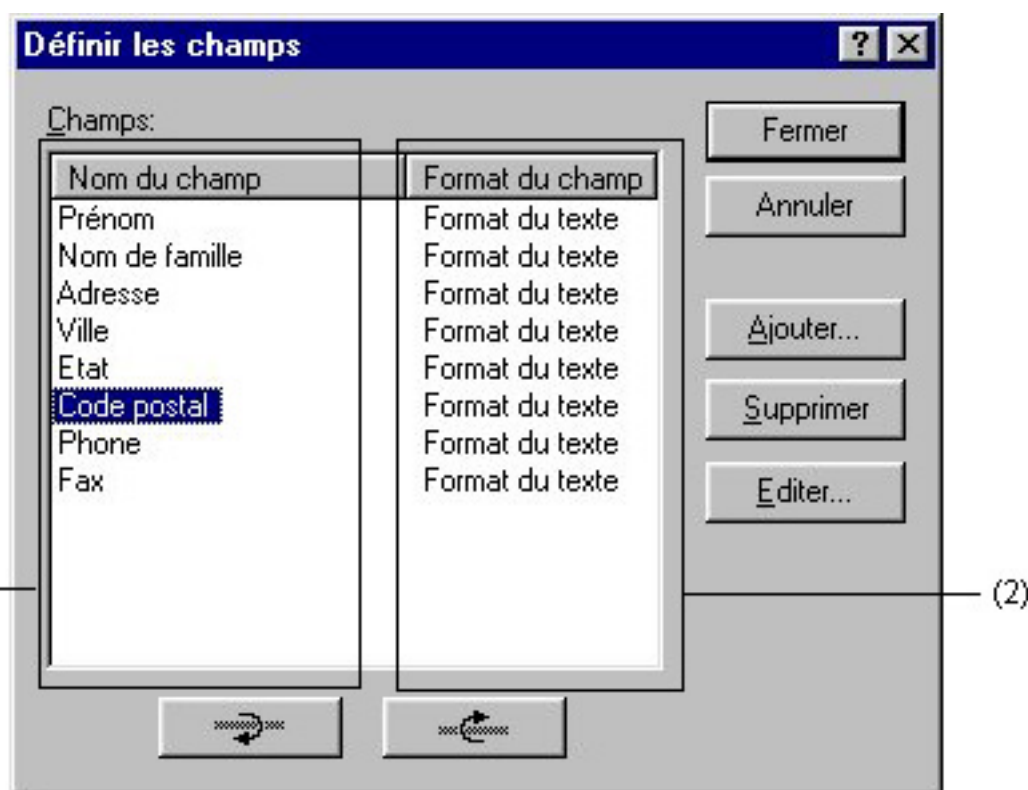 Définir les champs
Champs:
Fermer
Nom du champ Format du champ
Annuler
Prénom Format du texte
Nom de famille Format du texte
Adresse Format du texte
Ville Format du texte
Ajouter...
Etat Format du texte
Code postal Format du texte
Supprimer
Phone Format du texte
Fax Format du texte
Editer...
(2)